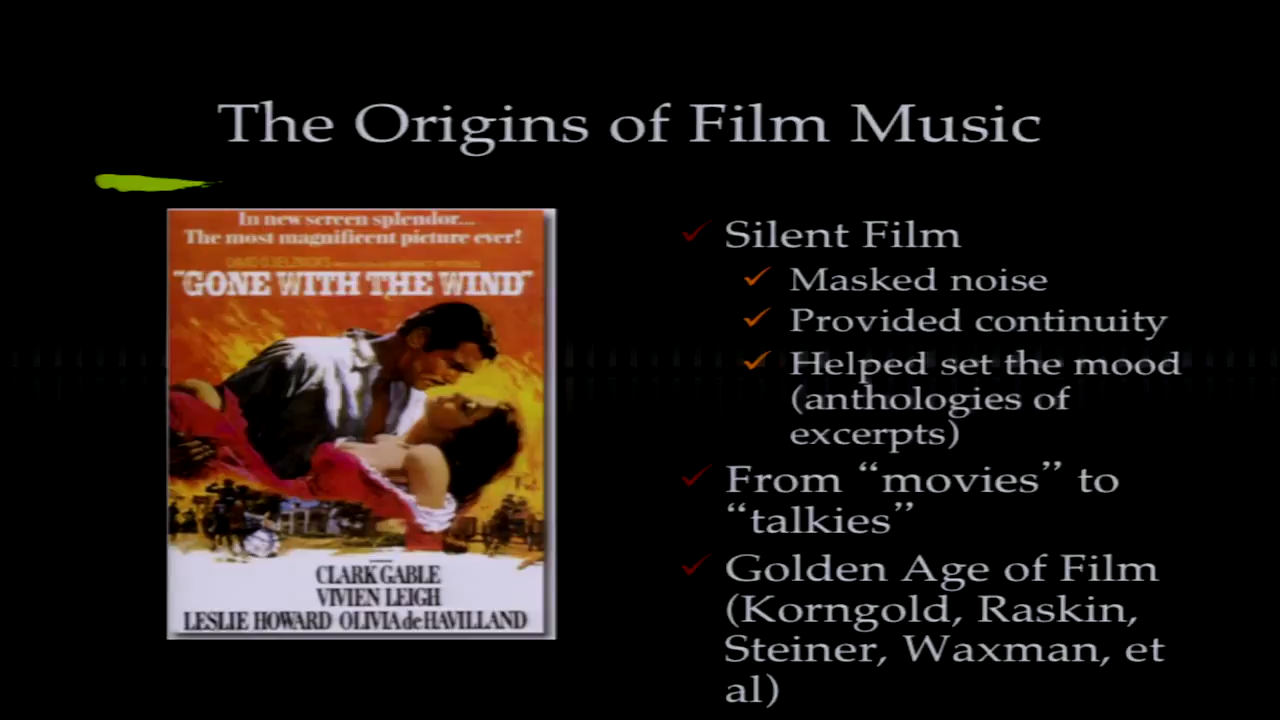 The Origins of Film Music
In new screen splendor...
The most magnificent picture ever!
"GONE WITH THE WIND"
CLARK GABLE
VIVIEN LEIGH
LESLIE HOWARD OLIVIA de HAVILLAND
Silent Film
Masked noise
Provided continuity
Helped set the mood
(anthologies of
excerpts)
From “movies” to
“talkies”
Golden Age of Film
(Korngold, Raskin,
Steiner, Waxman, et
al)